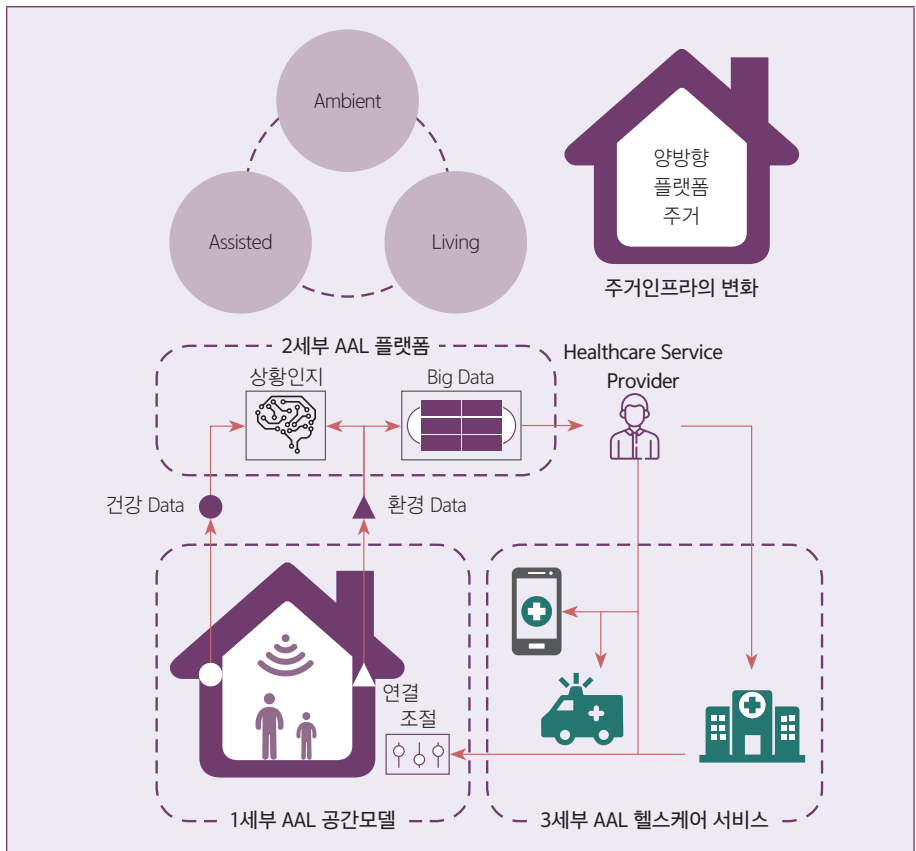 Ambient
Assisted
Living
양방향
플랫폼
주거
주거인프라의 변화
2세부 AAL 플랫폼
상황인지
Big Data
Healthcare Service
Provider
건강 Data
환경 Data
연결
조절
1세부 AAL 공간모델
3세부 AAL 헬스케어 서비스